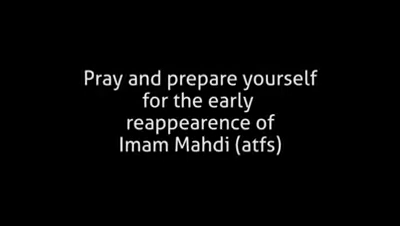 Pray and prepare yourself
for the early
reappearence of
Imam Mahdi (atfs)